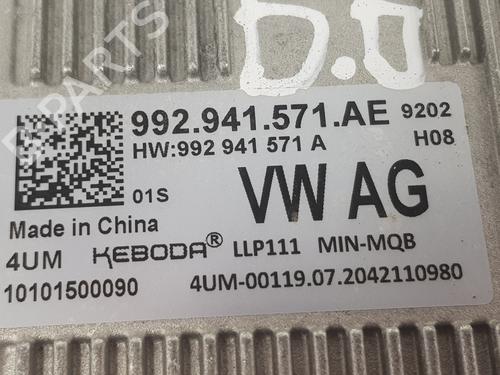 D.D
B-PARTS
992.941.571.AE 9202
HW:992 941 571 A H08
01S VW AG
Made in China
4UM KEBODA® LLP111 MIN-MQB
10101500090 4UM-00119.07.2042110980